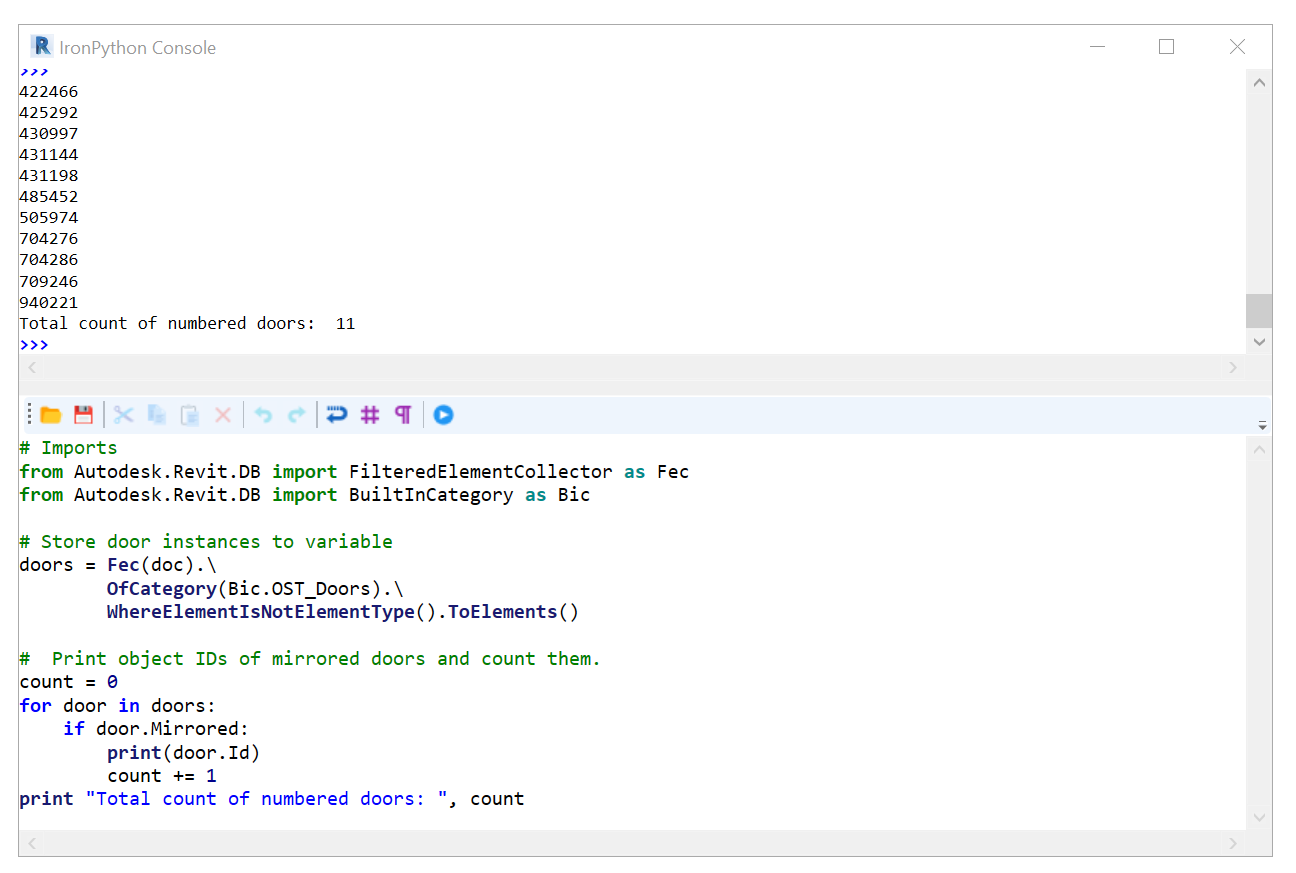 R IronPython Console
>>>
422466
425292
430997
431144
431198
485452
505974
704276
704286
709246
940221
Total count of numbered doors:  11
>>>
# Imports
from Autodesk.Revit.DB import FilteredElementCollector as Fec
from Autodesk.Revit.DB import BuiltInCategory as Bic
# Store door instances to variable
doors = Fec(doc).\
        OfCategory(Bic.OST_Doors).\
        WhereElementIsNotElementType().ToElements()
#  Print object IDs of mirrored doors and count them.
count = 0
for door in doors:
    if door.Mirrored:
        print(door.Id)
        count += 1
print "Total count of numbered doors: ", count